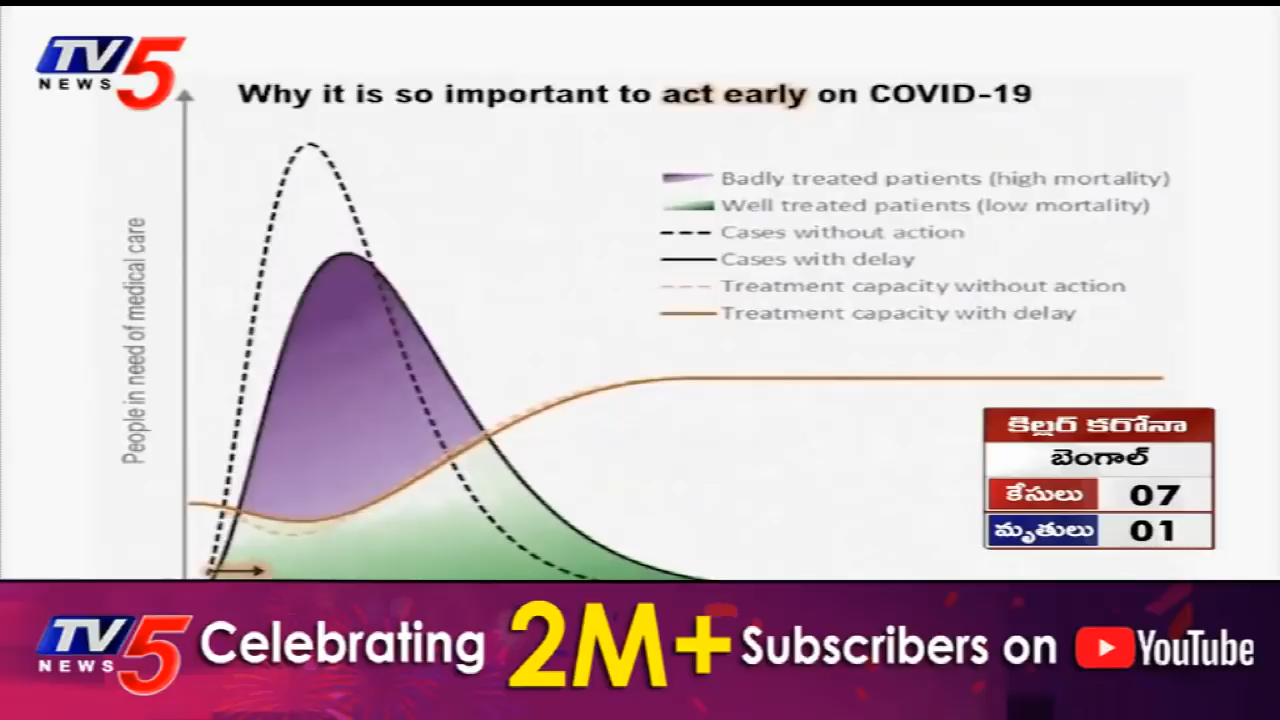 TV5
NEWS
Why it is so important to act early on COVID-19
People in need of medical care
Badly treated patients (high mortality)
Well treated patients (low mortality)
Cases without action
Cases with delay
Treatment capacity without action
Treatment capacity with delay
కిల్లర్ కరోనా
బెంగాల్
కేసులు 07
మృతులు 01
TV5
NEWS
Celebrating 2M+ Subscribers on YouTube